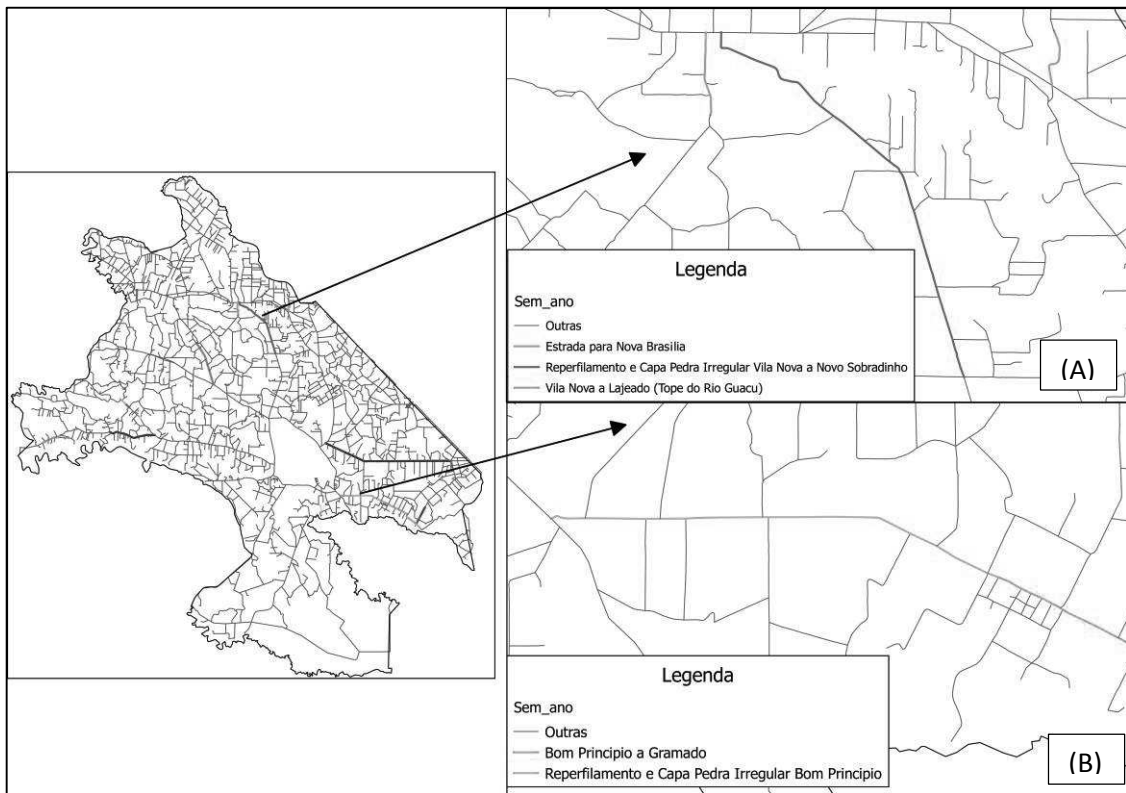 Legenda
Sem_ano
Outras
Estrada para Nova Brasilia
Reperfilamento e Capa Pedra Irregular Vila Nova a Novo Sobradinho
Vila Nova a Lajeado (Tope do Rio Guacu)
(A)
Legenda
Sem_ano
Outras
Bom Principio a Gramado
Reperfilamento e Capa Pedra Irregular Bom Principio
(B)